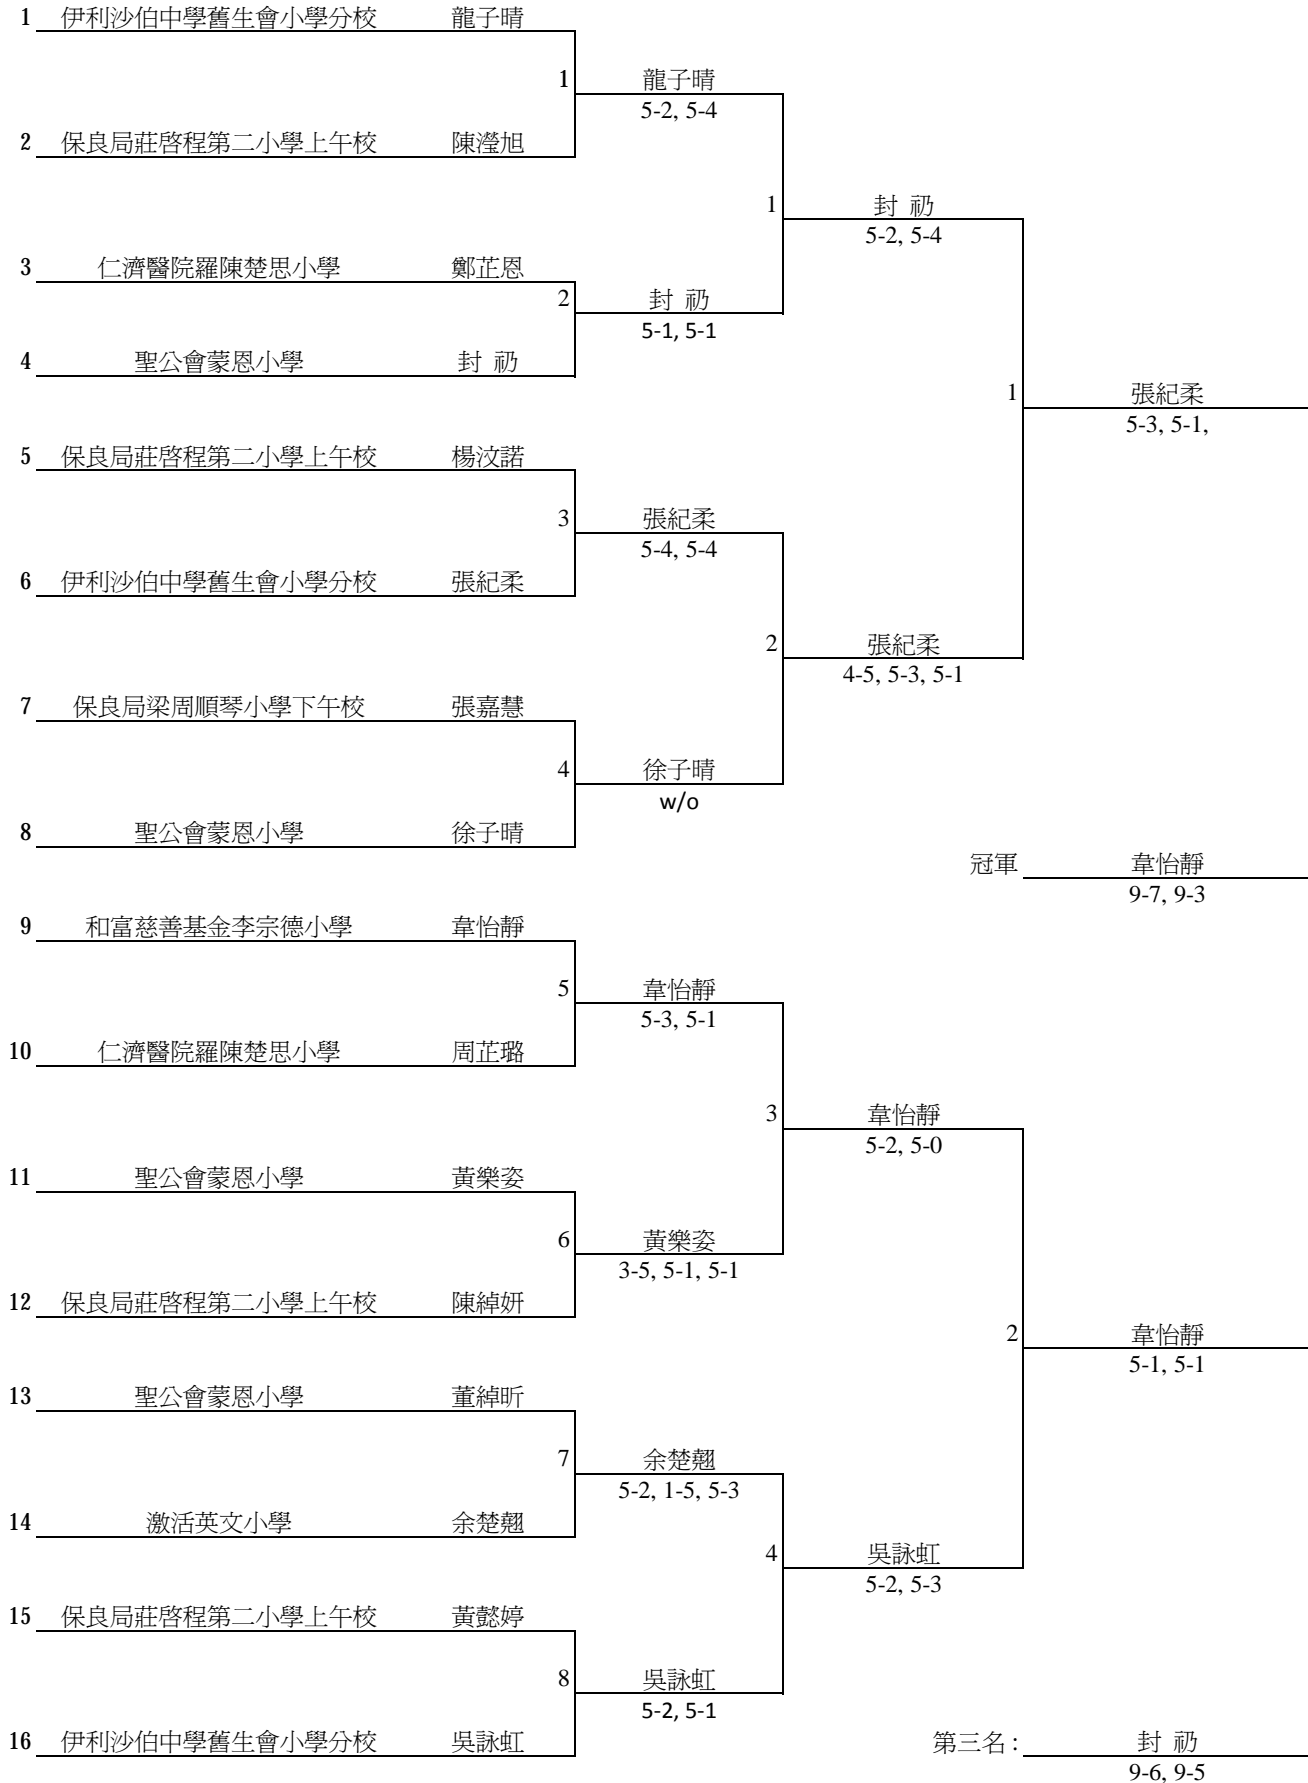 1 伊利沙伯中學舊生會小學分校 龍子晴
1 龍子晴
5-2, 5-4
2 保良局莊啓程第二小學上午校 陳瀅旭
1 封 礽
5-2, 5-4
3 仁濟醫院羅陳楚思小學 鄭芷恩
2 封 礽
5-1, 5-1
4 聖公會蒙恩小學 封 礽
1 張紀柔
5-3, 5-1,
5 保良局莊啓程第二小學上午校 楊汶諾
3 張紀柔
5-4, 5-4
6 伊利沙伯中學舊生會小學分校 張紀柔
2 張紀柔
4-5, 5-3, 5-1
7 保良局梁周順琴小學下午校 張嘉慧
4 徐子晴
w/o
8 聖公會蒙恩小學 徐子晴
冠軍 韋怡靜
9-7, 9-3
9 和富慈善基金李宗德小學 韋怡靜
5 韋怡靜
5-3, 5-1
10 仁濟醫院羅陳楚思小學 周芷璐
3 韋怡靜
5-2, 5-0
11 聖公會蒙恩小學 黃樂姿
6 黃樂姿
3-5, 5-1, 5-1
12 保良局莊啓程第二小學上午校 陳綽妍
2 韋怡靜
5-1, 5-1
13 聖公會蒙恩小學 董綽昕
7 余楚翹
5-2, 1-5, 5-3
14 激活英文小學 余楚翹
4 吳詠虹
5-2, 5-3
15 保良局莊啓程第二小學上午校 黃懿婷
8 吳詠虹
5-2, 5-1
16 伊利沙伯中學舊生會小學分校 吳詠虹
第三名 : 封 礽
9-6, 9-5